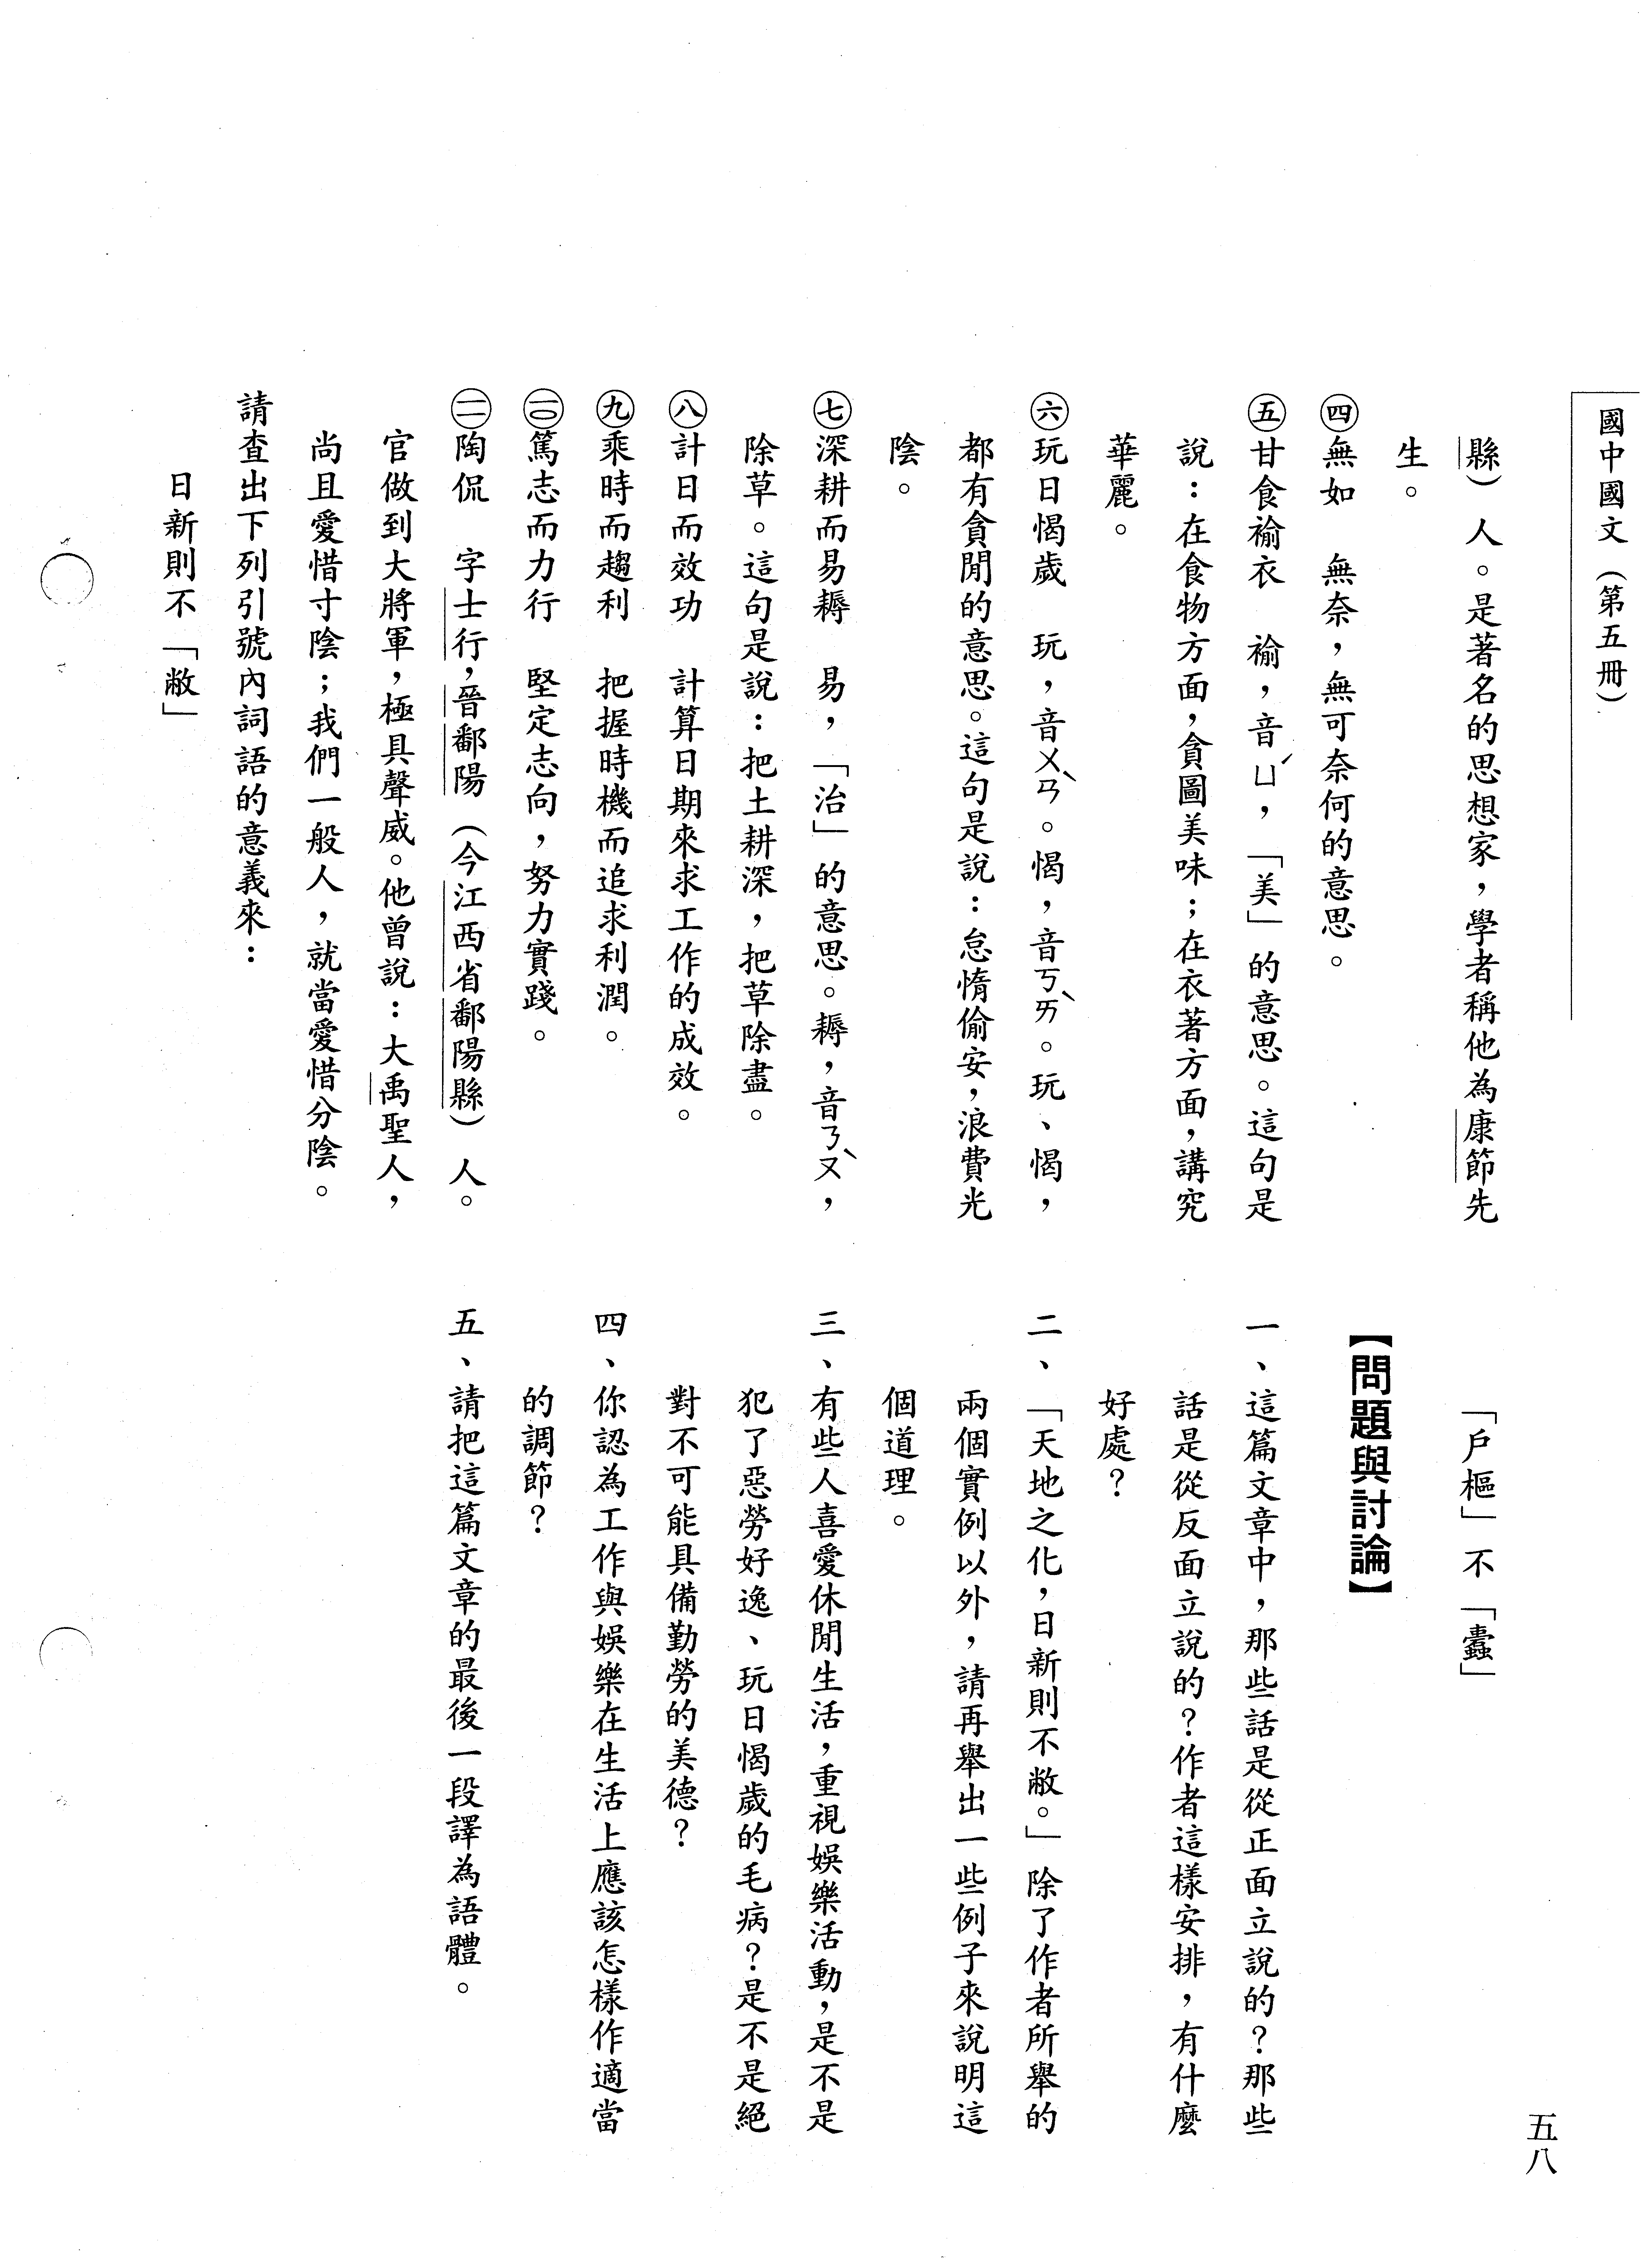 國中國文（第五冊）
縣）人。是著名的思想家，學者稱他為康節先
生。
㊃無如　無奈，無可奈何的意思。
㊄甘食褕衣　褕，音ㄩˊ，「美」的意思。這句是
說：在食物方面，貪圖美味；在衣著方面，講究
華麗。
㊅玩日愒歲　玩，音ㄨㄢˋ。愒，音ㄎㄞˋ。玩、愒，
都有貪閒的意思。這句是說：怠惰偷安，浪費光
陰。
㊆深耕而易耨　易，「治」的意思。耨，音ㄋㄡˋ，
除草。這句是說：把土耕深，把草除盡。
㊇計日而效功　計算日期來求工作的成效。
㊈乘時而趨利　把握時機而追求利潤。
(一〇)篤志而力行　堅定志向，努力實踐。
(一一)陶侃　字士行，晉鄱陽（今江西省鄱陽縣）人。
官做到大將軍，極具聲威。他曾說：大禹聖人，
尚且愛惜寸陰；我們一般人，就當愛惜分陰。
請查出下列引號內詞語的意義來：
日新則不「敝」
「戶樞」不「蠹」
【問題與討論】
一、這篇文章中，那些話是從正面立說的？那些
話是從反面立說的？作者這樣安排，有什麼
好處？
二、「天地之化，日新則不敝。」除了作者所舉的
兩個實例以外，請再舉出一些例子來說明這
個道理。
三、有些人喜愛休閒生活，重視娛樂活動，是不是
犯了惡勞好逸、玩日愒歲的毛病？是不是絕
對不可能具備勤勞的美德？
四、你認為工作與娛樂在生活上應該怎樣作適當
的調節？
五、請把這篇文章的最後一段譯為語體。
五八